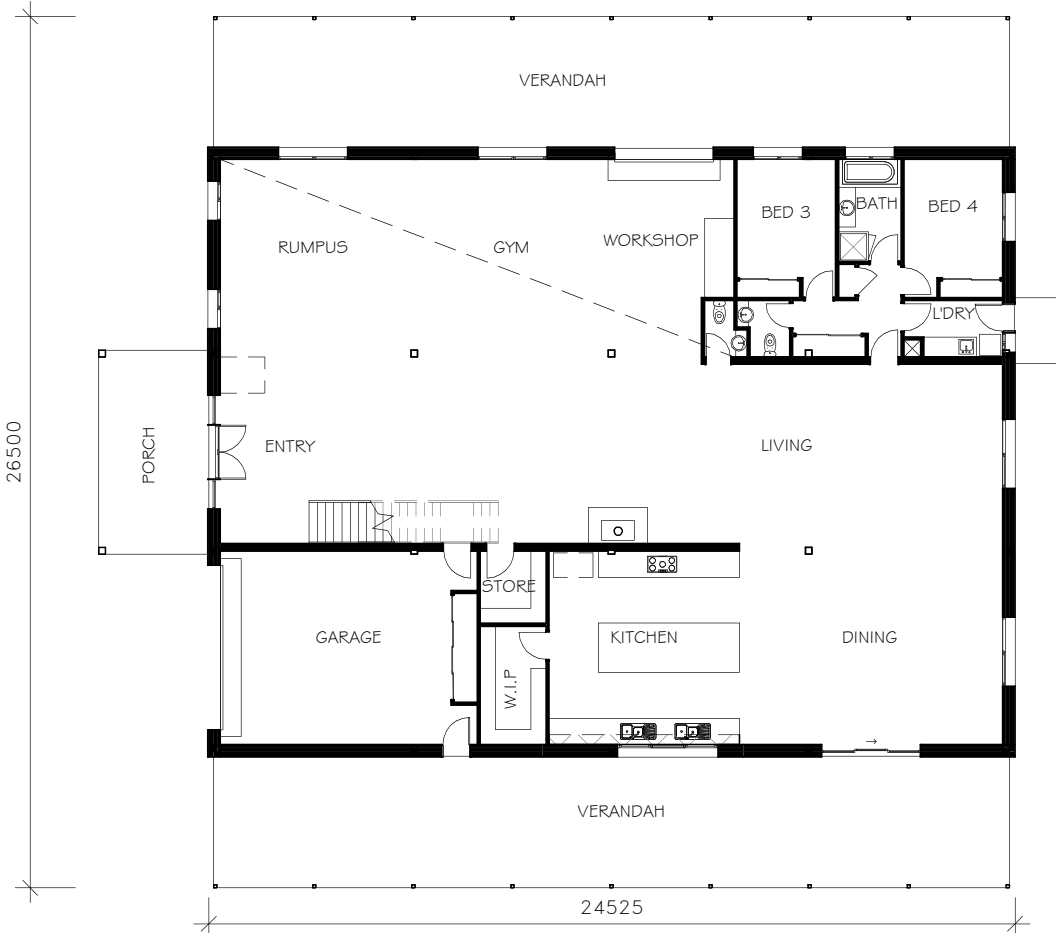 VERANDAH
BED 3
BATH
BED 4
RUMPUS
GYM
WORKSHOP
L'DRY
26500
PORCH
ENTRY
LIVING
STORE
GARAGE
KITCHEN
DINING
W.I.P
VERANDAH
24525